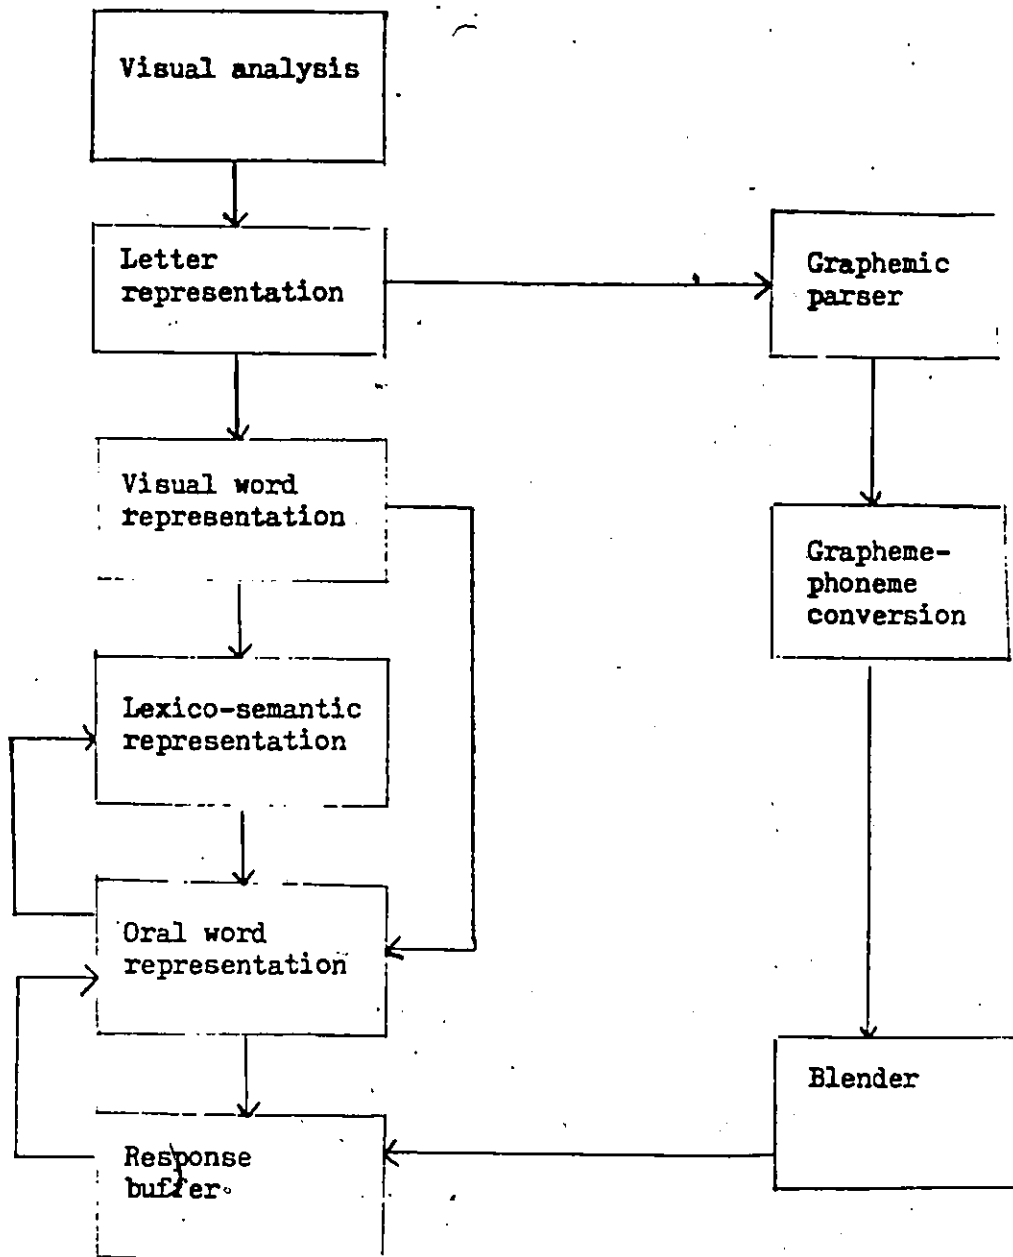 Visual analysis
Letter
representation
Graphemic
parser
Visual word
representation
Grapheme-
phoneme
conversion
Lexico-semantic
representation
Oral word
representation
Blender
Response
buffer